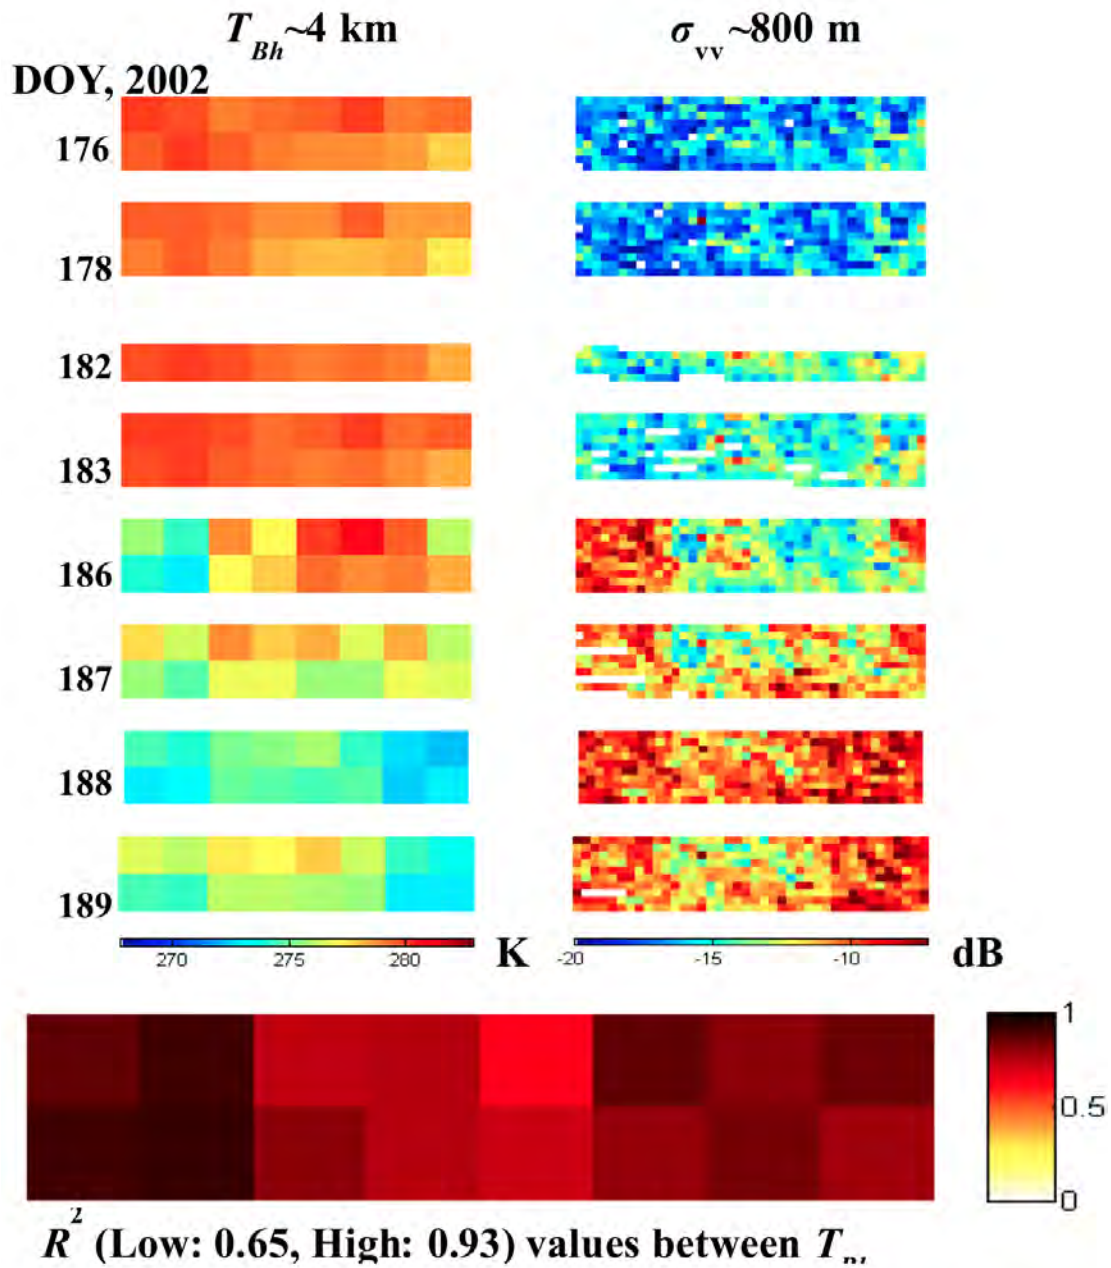 T_Bh~4 km
σ_vv~800 m
DOY, 2002
176
178
182
183
186
187
188
189
270 275 280 K
-20 -15 -10 dB
1
0.5
0
R² (Low: 0.65, High: 0.93) values between T